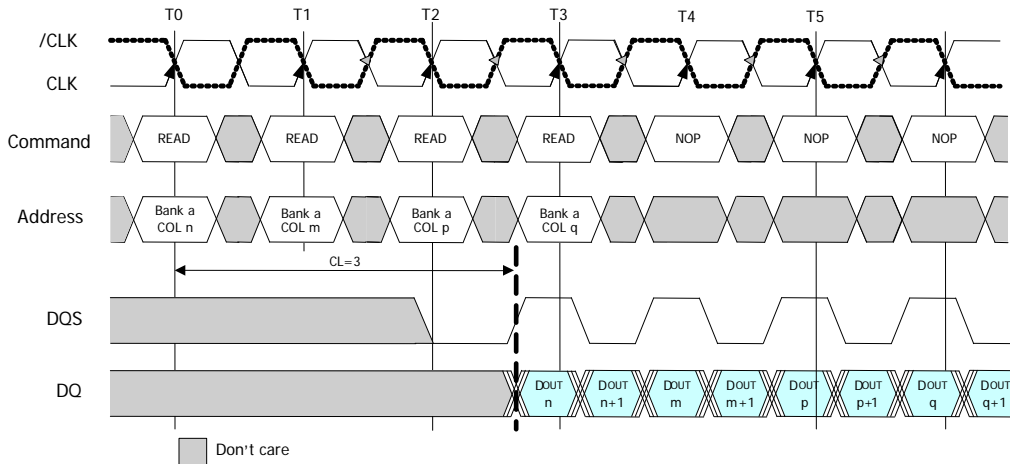 T0 T1 T2 T3 T4 T5
/CLK
CLK
Command READ READ READ READ NOP NOP NOP
Address Bank a COL n Bank a COL m Bank a COL p Bank a COL q
CL=3
DQS
DQ DOUT n DOUT n+1 DOUT m DOUT m+1 DOUT p DOUT p+1 DOUT q DOUT q+1
Don't care